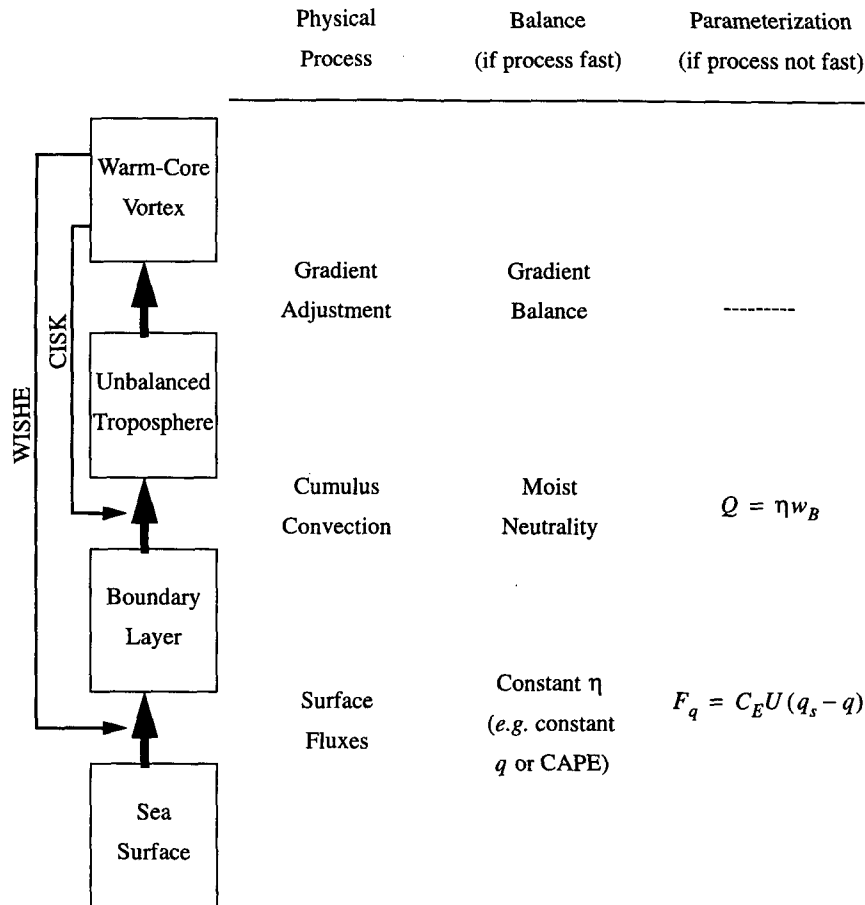 Physical
Process
Balance
(if process fast)
Parameterization
(if process not fast)
Warm-Core
Vortex
Gradient
Adjustment
Gradient
Balance
---------
CISK
WISHE
Unbalanced
Troposphere
Cumulus
Convection
Moist
Neutrality
Q = ηw_B
Boundary
Layer
Surface
Fluxes
Constant η
(e.g. constant
q or CAPE)
F_q = C_E U(q_s − q)
Sea
Surface